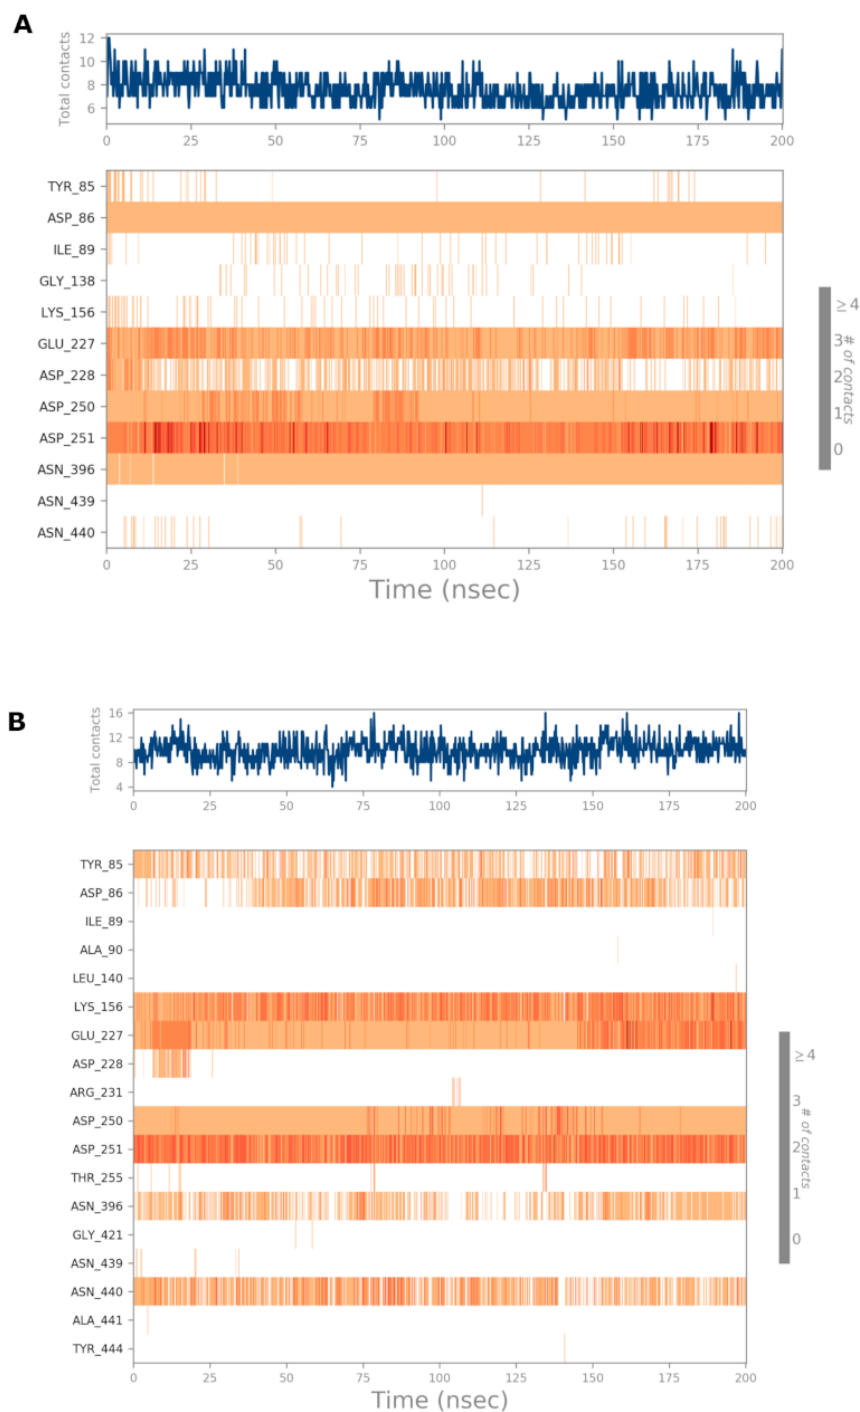 A
Total contacts
12
10
8
6
0 25 50 75 100 125 150 175 200
TYR_85
ASP_86
ILE_89
GLY_138
LYS_156
GLU_227
ASP_228
ASP_250
ASP_251
ASN_396
ASN_439
ASN_440
0 25 50 75 100 125 150 175 200
Time (nsec)
≥4
3
2
1
0
# of contacts
B
Total contacts
16
12
8
4
0 25 50 75 100 125 150 175 200
TYR_85
ASP_86
ILE_89
ALA_90
LEU_140
LYS_156
GLU_227
ASP_228
ARG_231
ASP_250
ASP_251
THR_255
ASN_396
GLY_421
ASN_439
ASN_440
ALA_441
TYR_444
0 25 50 75 100 125 150 175 200
Time (nsec)
≥4
3
2
1
0
# of contacts